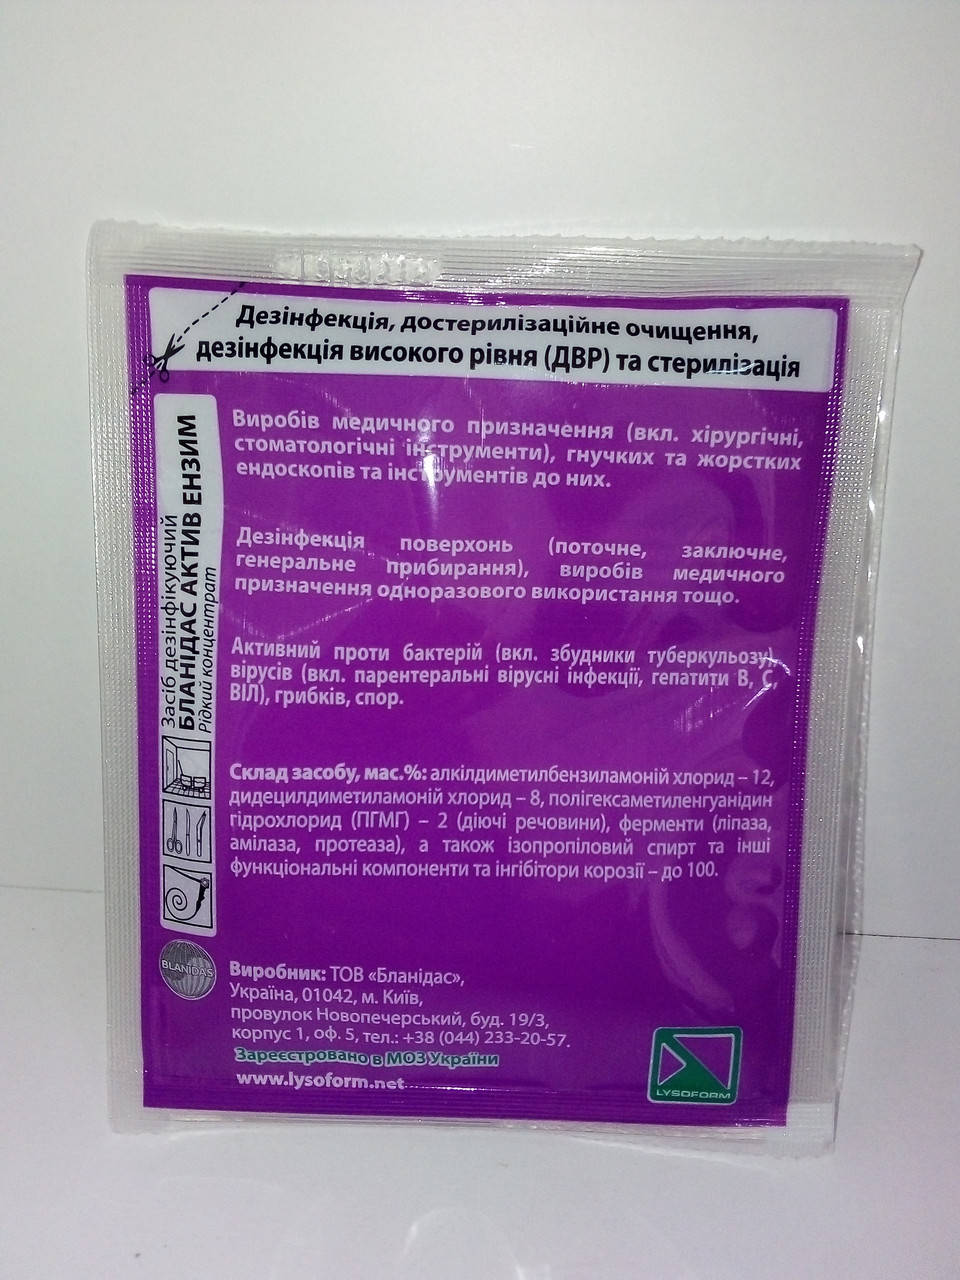 Дезінфекція, достерилізаційне очищення,
дезінфекція високого рівня (ДВР) та стерилізація
Засіб дезінфікуючий
БЛАНІДАС АКТИВ ЕНЗИМ
Рідкий концентрат
Виробів медичного призначення (вкл. хірургічні,
стоматологічні інструменти), гнучких та жорстких
ендоскопів та інструментів до них.
Дезінфекція поверхонь (поточне, заключне,
генеральне прибирання), виробів медичного
призначення одноразового використання тощо.
Активний проти бактерій (вкл. збудники туберкульозу),
вірусів (вкл. парентеральні вірусні інфекції, гепатити В, С,
ВІЛ), грибків, спор.
Склад засобу, мас.%: алкілдиметилбензиламоній хлорид – 12,
дидецилдиметиламоній хлорид – 8, полігексаметиленгуанідин
гідрохлорид (ПГМГ) – 2 (діючі речовини), ферменти (ліпаза,
амілаза, протеаза), а також ізопропіловий спирт та інші
функціональні компоненти та інгібітори корозії – до 100.
BLANIDAS
Виробник: ТОВ «Бланідас»,
Україна, 01042, м. Київ,
провулок Новопечерський, буд. 19/3,
корпус 1, оф. 5, тел.: +38 (044) 233-20-57.
Зареєстровано в МОЗ України
www.lysoform.net
LYSOFORM